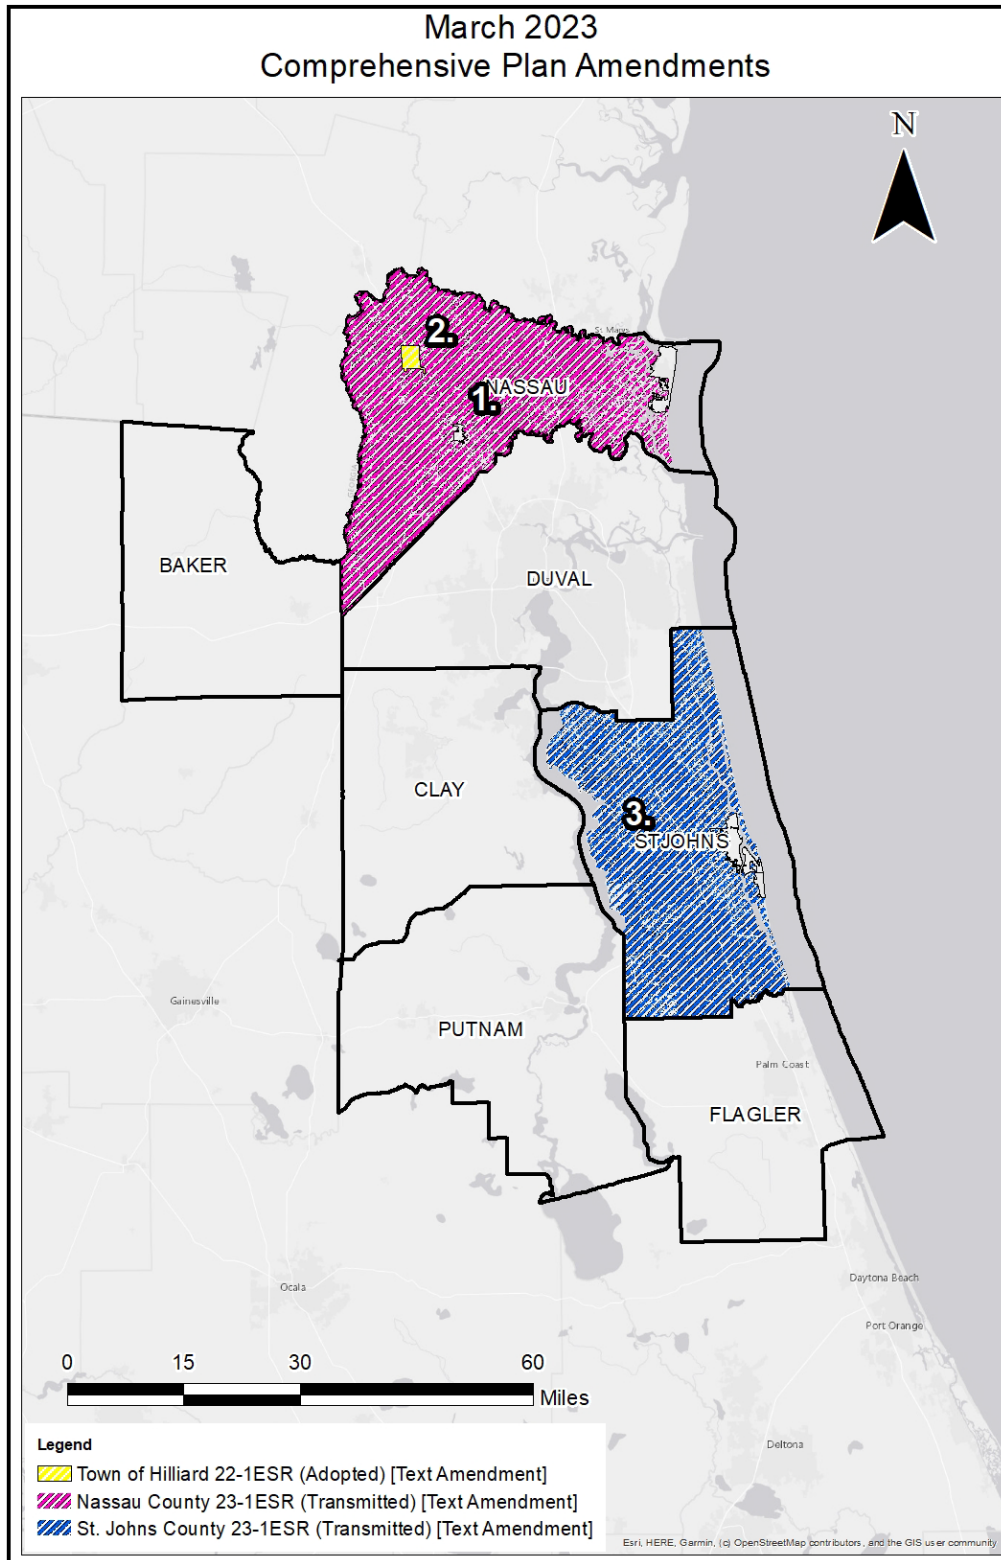 March 2023
Comprehensive Plan Amendments
N
St. Marys
2.
NASSAU
1.
BAKER
DUVAL
CLAY
3.
STJOHNS
Gainesville
PUTNAM
Palm Coast
FLAGLER
Daytona Beach
Ocala
Port Orange
0 15 30 60
Miles
Deltona
Legend
Town of Hilliard 22-1ESR (Adopted) [Text Amendment]
Nassau County 23-1ESR (Transmitted) [Text Amendment]
St. Johns County 23-1ESR (Transmitted) [Text Amendment]
Esri, HERE, Garmin, (c) OpenStreetMap contributors, and the GIS user community